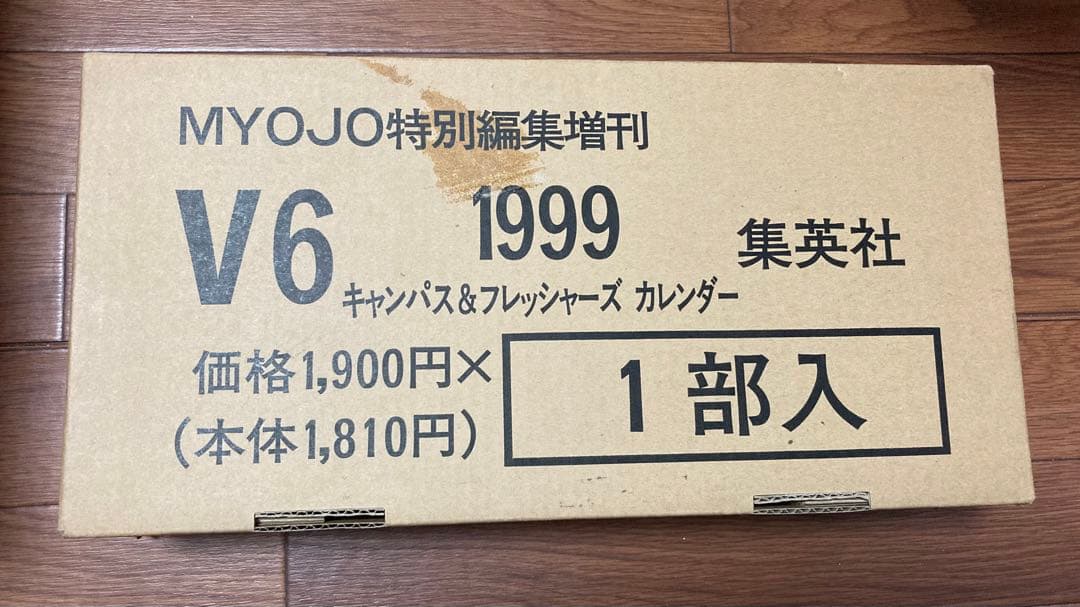 MYOJO特別編集増刊
V6 1999 集英社
キャンパス&フレッシャーズ カレンダー
価格1,900円×
(本体1,810円)
1部入